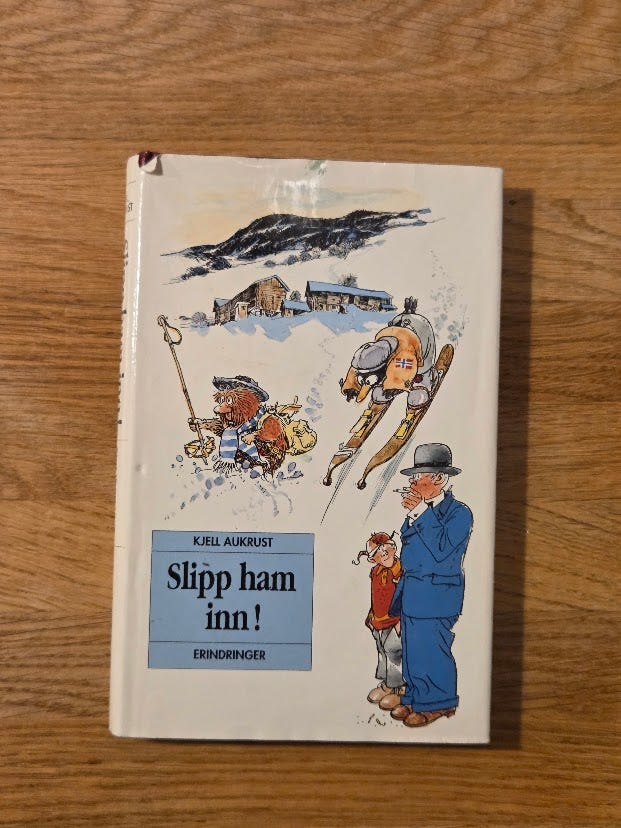 KJELL AUKRUST
Slipp ham
inn!
ERINDRINGER